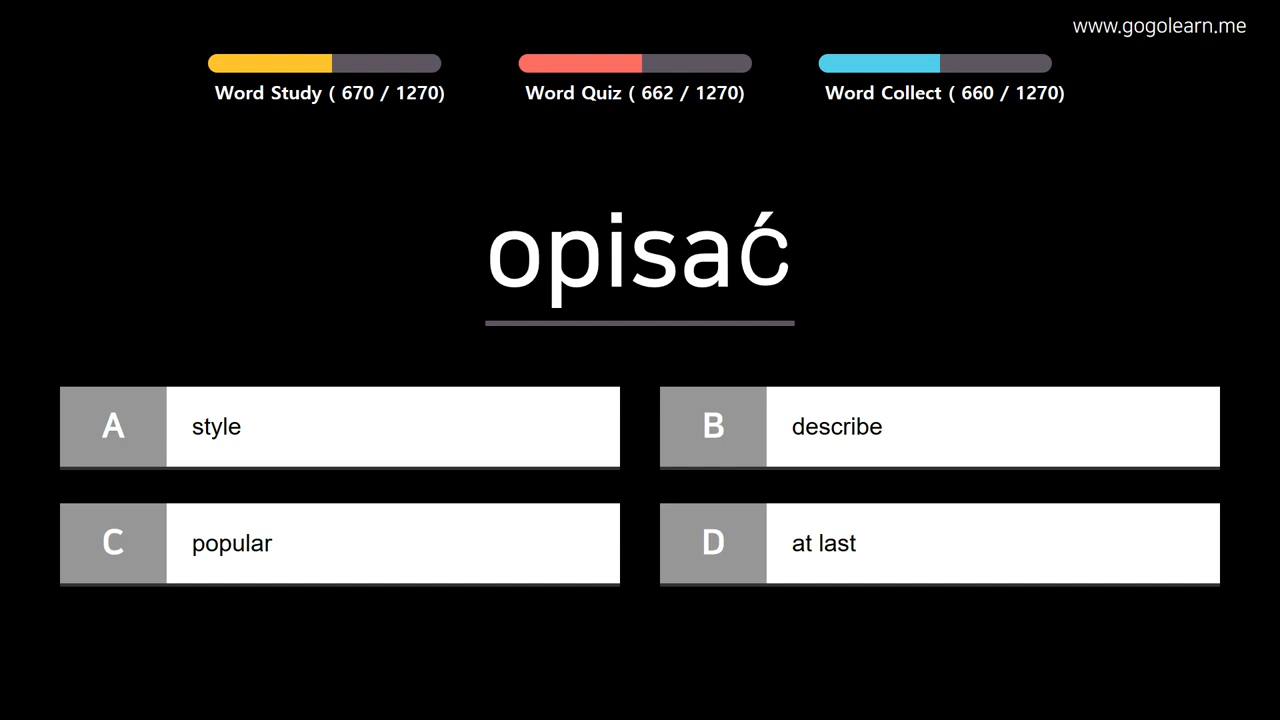 www.gogolearn.me
Word Study ( 670 / 1270)
Word Quiz ( 662 / 1270)
Word Collect ( 660 / 1270)
opisać
A style
B describe
C popular
D at last